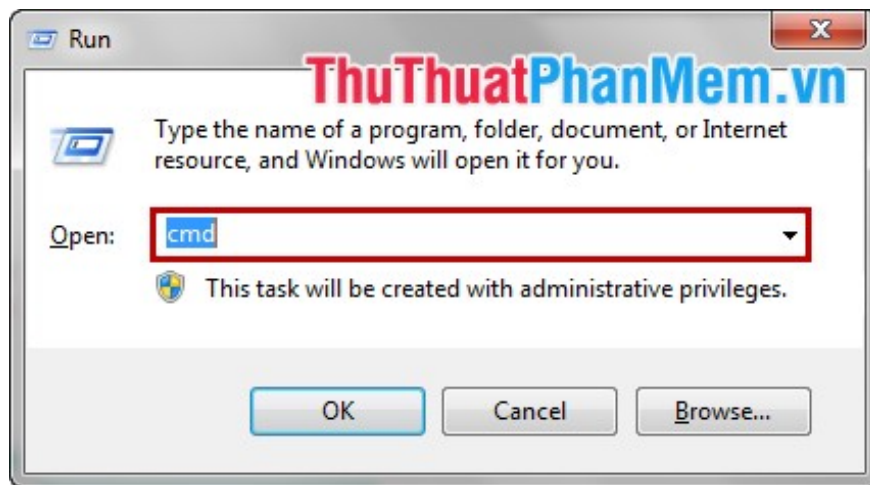 Run
x
ThuThuatPhanMem.vn
Type the name of a program, folder, document, or Internet
resource, and Windows will open it for you.
Open: cmd
This task will be created with administrative privileges.
OK Cancel Browse...